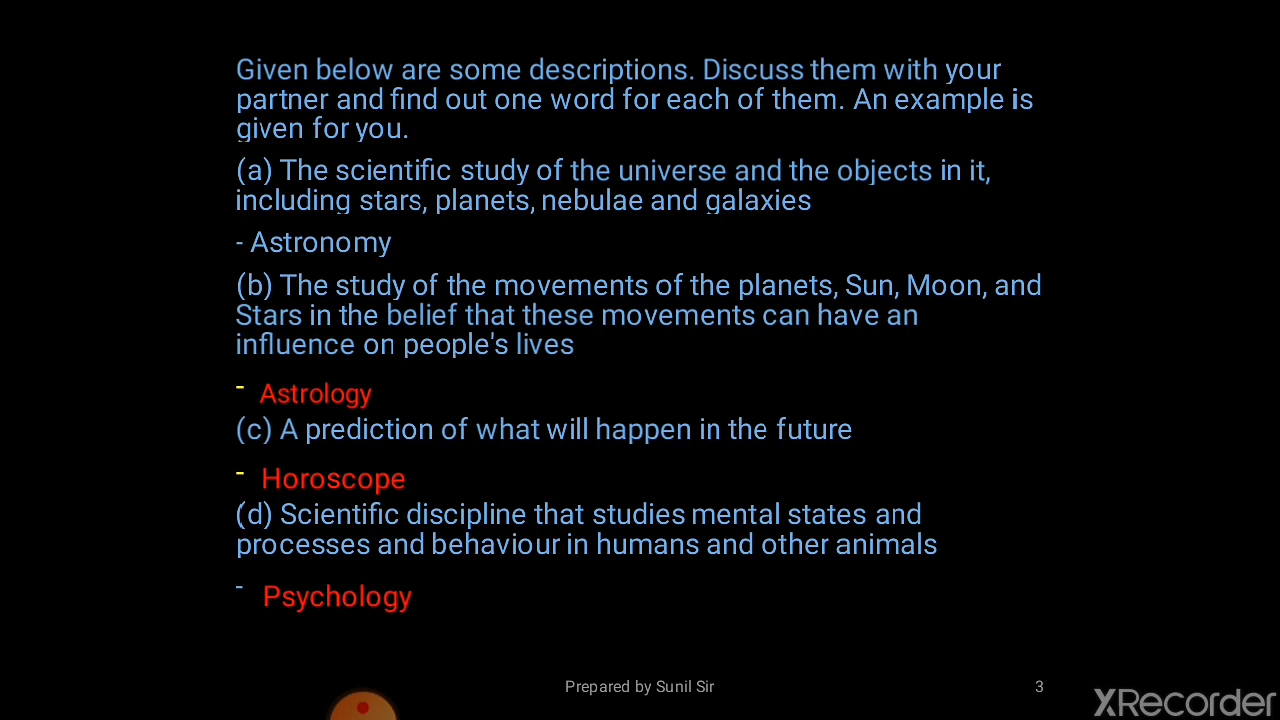 Given below are some descriptions. Discuss them with your
partner and find out one word for each of them. An example is
given for you.
(a) The scientific study of the universe and the objects in it,
including stars, planets, nebulae and galaxies
- Astronomy
(b) The study of the movements of the planets, Sun, Moon, and
Stars in the belief that these movements can have an
influence on people's lives
- Astrology
(c) A prediction of what will happen in the future
- Horoscope
(d) Scientific discipline that studies mental states and
processes and behaviour in humans and other animals
- Psychology
Prepared by Sunil Sir
3
XRecorder